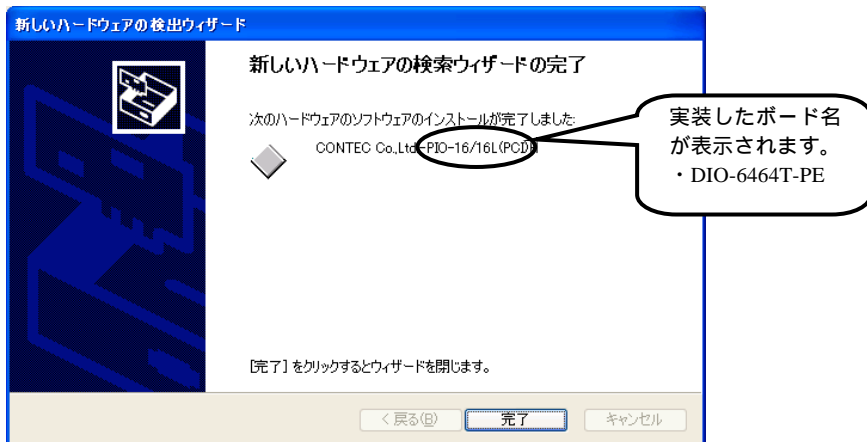 新しいハードウェアの検出ウィザード
新しいハードウェアの検索ウィザードの完了
次のハードウェアのソフトウェアのインストールが完了しました:
CONTEC Co.,Ltd-PIO-16/16L(PCI)H
実装したボード名
が表示されます。
・DIO-6464T-PE
[完了] をクリックするとウィザードを閉じます。
< 戻る(B)
完了
キャンセル